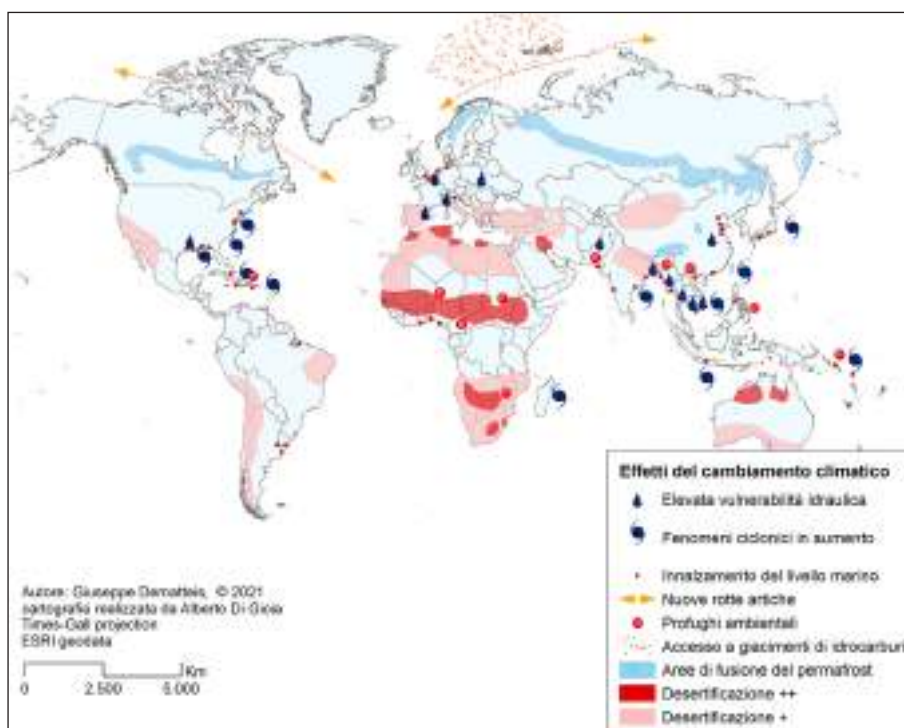 Effetti del cambiamento climatico
Elevata vulnerabilità idraulica
Fenomeni ciclonici in aumento
Innalzamento del livello marino
Nuove rotte artiche
Profughi ambientali
Accesso a giacimenti di idrocarburi
Aree di fusione del permafrost
Desertificazione ++
Desertificazione +
Autore: Giuseppe Dematteis, © 2021
cartografia realizzata da Alberto Di Gioia
Times-Gall projection
ESRI geodata
Km
0 2.500 5.000